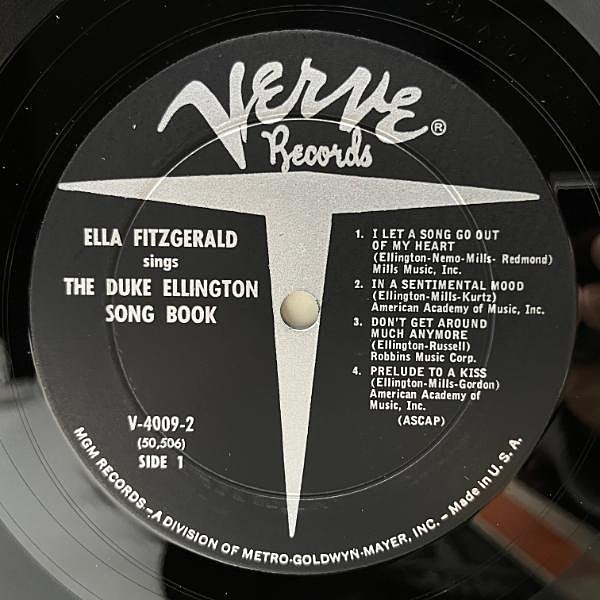 Verve®
Records
ELLA FITZGERALD
sings
THE DUKE ELLINGTON
SONG BOOK
V-4009-2
(50,506)
SIDE 1
1. I LET A SONG GO OUT
OF MY HEART
(Ellington-Nemo-Mills- Redmond)
Mills Music, Inc.
2. IN A SENTIMENTAL MOOD
(Ellington-Mills-Kurtz)
American Academy of Music, Inc.
3. DON'T GET AROUND
MUCH ANYMORE
(Ellington-Russell)
Robbins Music Corp.
4. PRELUDE TO A KISS
(Ellington-Mills-Gordon)
American Academy of
Music, Inc.
(ASCAP)
MGM RECORDS—A DIVISION OF METRO-GOLDWYN-MAYER, INC.—Made in U.S.A.